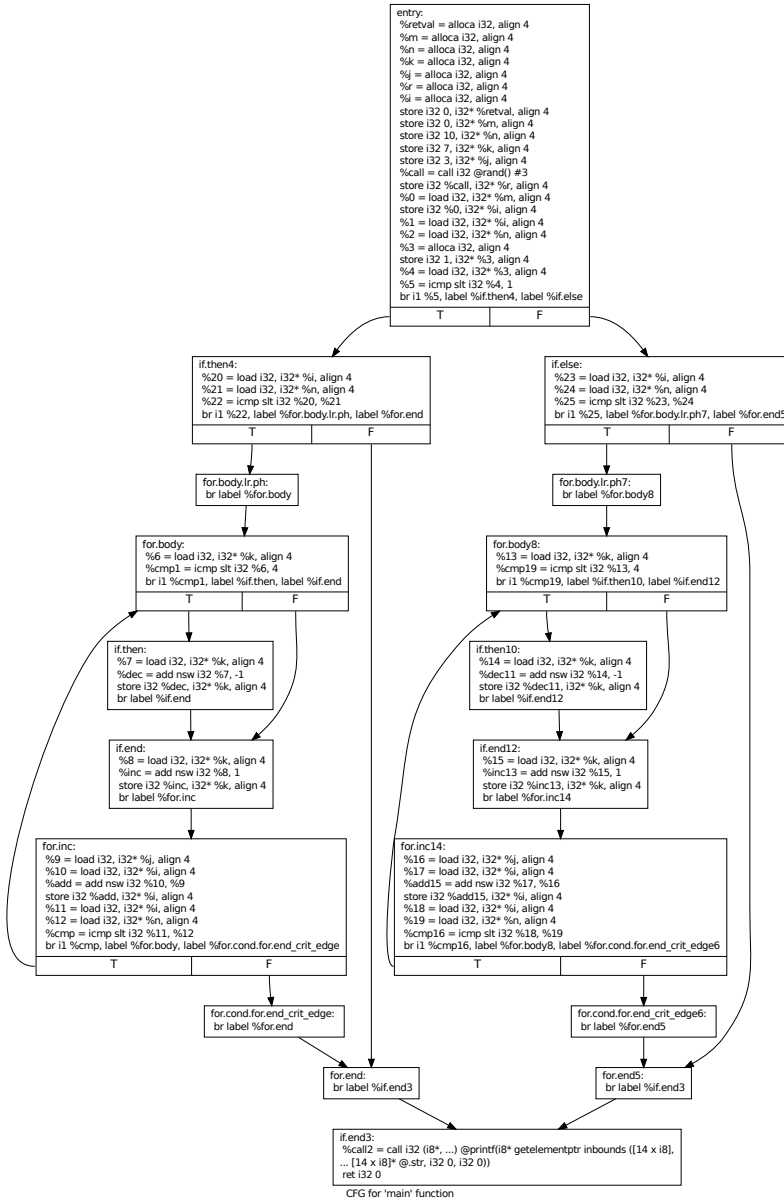 entry:
%retval = alloca i32, align 4
%m = alloca i32, align 4
%n = alloca i32, align 4
%k = alloca i32, align 4
%j = alloca i32, align 4
%r = alloca i32, align 4
%i = alloca i32, align 4
store i32 0, i32* %retval, align 4
store i32 0, i32* %m, align 4
store i32 10, i32* %n, align 4
store i32 7, i32* %k, align 4
store i32 3, i32* %j, align 4
%call = call i32 @rand() #3
store i32 %call, i32* %r, align 4
%0 = load i32, i32* %m, align 4
store i32 %0, i32* %i, align 4
%1 = load i32, i32* %i, align 4
%2 = load i32, i32* %n, align 4
%3 = alloca i32, align 4
store i32 1, i32* %3, align 4
%4 = load i32, i32* %3, align 4
%5 = icmp slt i32 %4, 1
br i1 %5, label %if.then4, label %if.else
T F
if.then4:
%20 = load i32, i32* %i, align 4
%21 = load i32, i32* %n, align 4
%22 = icmp slt i32 %20, %21
br i1 %22, label %for.body.lr.ph, label %for.end
T F
if.else:
%23 = load i32, i32* %i, align 4
%24 = load i32, i32* %n, align 4
%25 = icmp slt i32 %23, %24
br i1 %25, label %for.body.lr.ph7, label %for.end5
T F
for.body.lr.ph:
br label %for.body
for.body.lr.ph7:
br label %for.body8
for.body:
%6 = load i32, i32* %k, align 4
%cmp1 = icmp slt i32 %6, 4
br i1 %cmp1, label %if.then, label %if.end
T F
for.body8:
%13 = load i32, i32* %k, align 4
%cmp19 = icmp slt i32 %13, 4
br i1 %cmp19, label %if.then10, label %if.end12
T F
if.then:
%7 = load i32, i32* %k, align 4
%dec = add nsw i32 %7, -1
store i32 %dec, i32* %k, align 4
br label %if.end
if.then10:
%14 = load i32, i32* %k, align 4
%dec11 = add nsw i32 %14, -1
store i32 %dec11, i32* %k, align 4
br label %if.end12
if.end:
%8 = load i32, i32* %k, align 4
%inc = add nsw i32 %8, 1
store i32 %inc, i32* %k, align 4
br label %for.inc
if.end12:
%15 = load i32, i32* %k, align 4
%inc13 = add nsw i32 %15, 1
store i32 %inc13, i32* %k, align 4
br label %for.inc14
for.inc:
%9 = load i32, i32* %j, align 4
%10 = load i32, i32* %i, align 4
%add = add nsw i32 %10, %9
store i32 %add, i32* %i, align 4
%11 = load i32, i32* %i, align 4
%12 = load i32, i32* %n, align 4
%cmp = icmp slt i32 %11, %12
br i1 %cmp, label %for.body, label %for.cond.for.end_crit_edge
T F
for.inc14:
%16 = load i32, i32* %j, align 4
%17 = load i32, i32* %i, align 4
%add15 = add nsw i32 %17, %16
store i32 %add15, i32* %i, align 4
%18 = load i32, i32* %i, align 4
%19 = load i32, i32* %n, align 4
%cmp16 = icmp slt i32 %18, %19
br i1 %cmp16, label %for.body8, label %for.cond.for.end_crit_edge6
T F
for.cond.for.end_crit_edge:
br label %for.end
for.cond.for.end_crit_edge6:
br label %for.end5
for.end:
br label %if.end3
for.end5:
br label %if.end3
if.end3:
%call2 = call i32 (i8*, ...) @printf(i8* getelementptr inbounds ([14 x i8],
... [14 x i8]* @.str, i32 0, i32 0))
ret i32 0
CFG for 'main' function